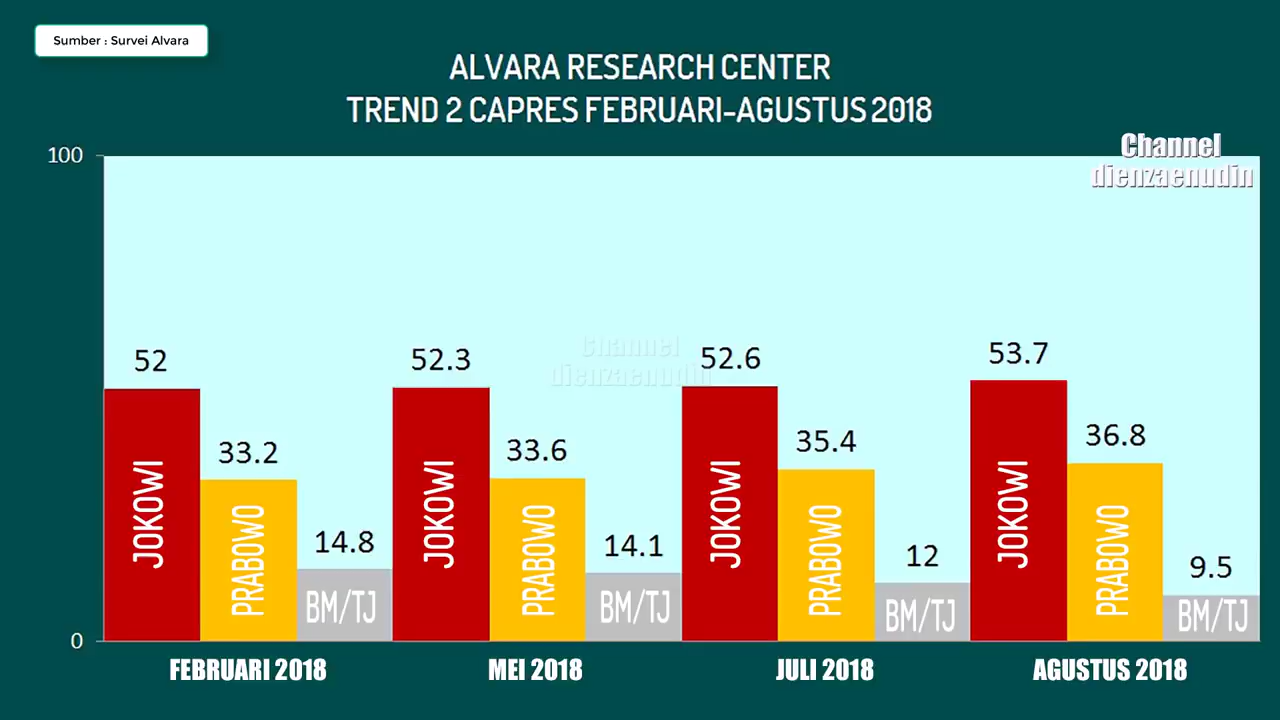 Sumber : Survei Alvara
ALVARA RESEARCH CENTER
TREND 2 CAPRES FEBRUARI-AGUSTUS 2018
Channel
dienzaenudin
100
Channel
dienzaenudin
52
52.3
52.6
53.7
33.2
33.6
35.4
36.8
14.8
14.1
12
9.5
JOKOWI
PRABOWO
BM/TJ
JOKOWI
PRABOWO
BM/TJ
JOKOWI
PRABOWO
BM/TJ
JOKOWI
PRABOWO
BM/TJ
0
FEBRUARI 2018
MEI 2018
JULI 2018
AGUSTUS 2018